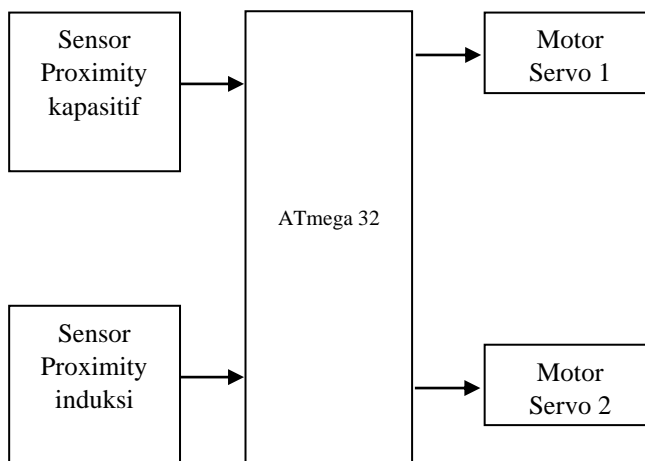 Sensor
Proximity
kapasitif
ATmega 32
Motor
Servo 1
Sensor
Proximity
induksi
Motor
Servo 2